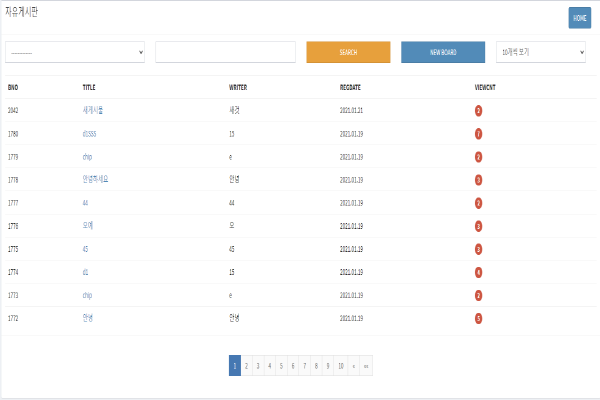 자유게시판
HOME
SEARCH NEW BOARD 10개씩 보기
BNO TITLE WRITER REGDATE VIEWCNT
2042 새게시물 새것 2021.01.21 2
1780 d1sss 15 2021.01.19 7
1779 chip e 2021.01.19 2
1778 안녕하세요 안녕 2021.01.19 3
1777 44 44 2021.01.19 2
1776 모에 모 2021.01.19 3
1775 45 45 2021.01.19 3
1774 d1 15 2021.01.19 4
1773 chip e 2021.01.19 2
1772 안녕 안녕 2021.01.19 5
1 2 3 4 5 6 7 8 9 10 » »»